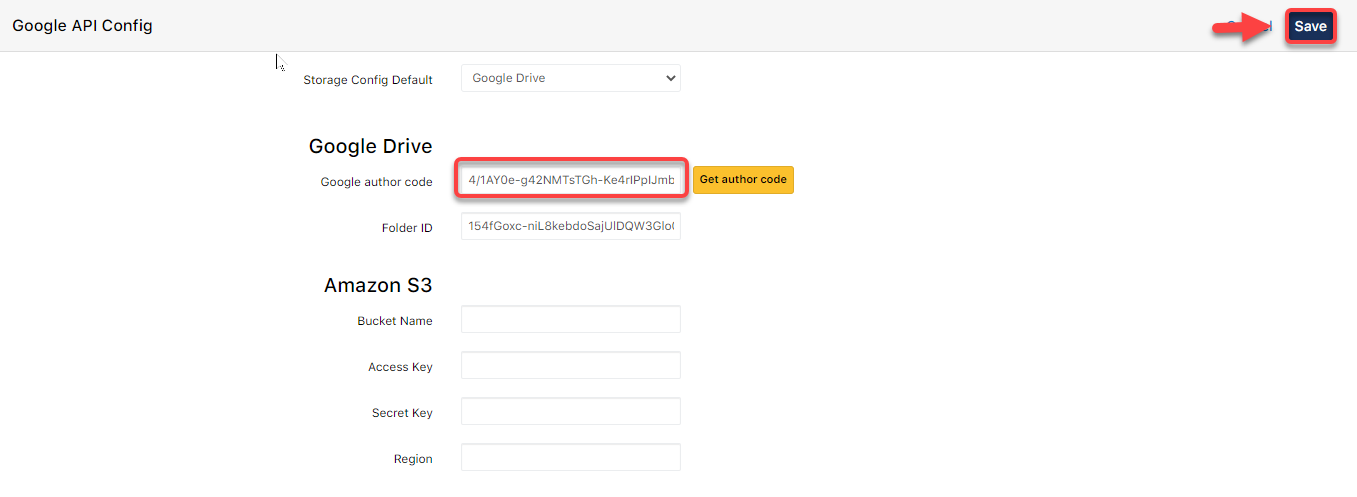 Google API Config
Save
Storage Config Default
Google Drive
Google Drive
Google author code
4/1AY0e-g42NMTsTGh-Ke4rIPpIJmb
Get author code
Folder ID
154fGoxc-niL8kebdoSajUlDQW3Glo
Amazon S3
Bucket Name
Access Key
Secret Key
Region